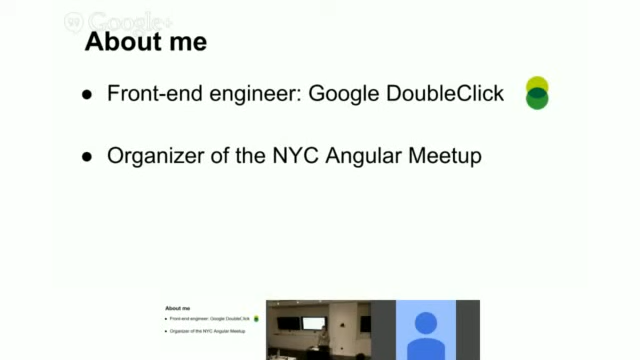 Google+
About me
● Front-end engineer: Google DoubleClick
● Organizer of the NYC Angular Meetup
About me
● Front-end engineer: Google DoubleClick
● Organizer of the NYC Angular Meetup